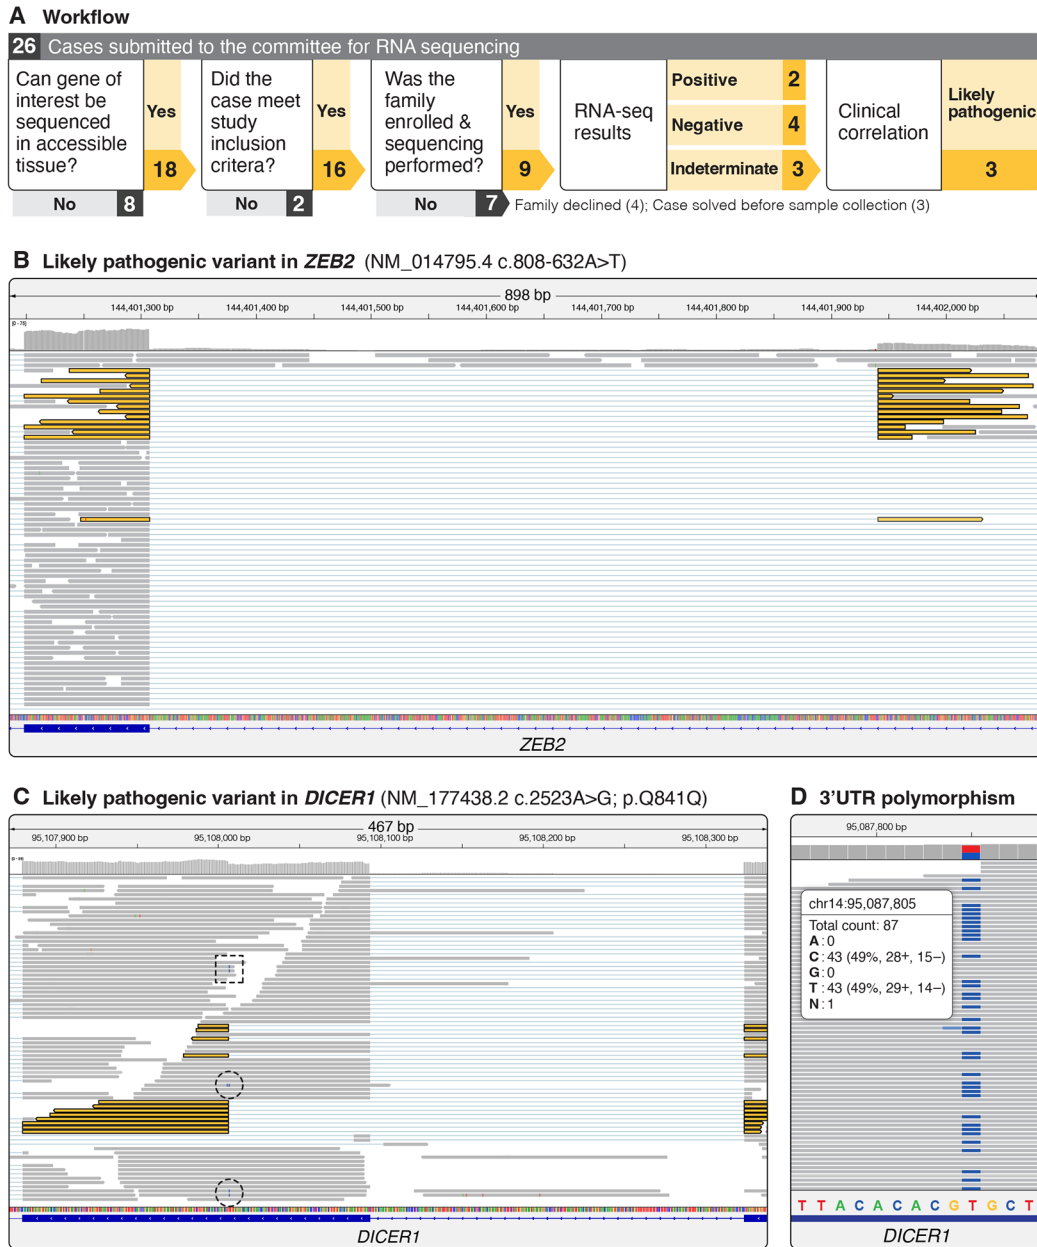 A Workflow
26 Cases submitted to the committee for RNA sequencing
Can gene of
interest be
sequenced
in accessible
tissue?
Yes
18
No 8
Did the
case meet
study
inclusion
critera?
Yes
16
No 2
Was the
family
enrolled &
sequencing
performed?
Yes
9
No 7 Family declined (4); Case solved before sample collection (3)
RNA-seq
results
Positive 2
Negative 4
Indeterminate 3
Clinical
correlation
Likely
pathogenic
3
B Likely pathogenic variant in ZEB2 (NM_014795.4 c.808-632A>T)
898 bp
144,401,300 bp 144,401,400 bp 144,401,500 bp 144,401,600 bp 144,401,700 bp 144,401,800 bp 144,401,900 bp 144,402,000 bp
[0 - 76]
ZEB2
C Likely pathogenic variant in DICER1 (NM_177438.2 c.2523A>G; p.Q841Q)
467 bp
95,107,900 bp 95,108,000 bp 95,108,100 bp 95,108,200 bp 95,108,300 bp
DICER1
D 3'UTR polymorphism
95,087,800 bp
chr14:95,087,805
Total count: 87
A : 0
C : 43 (49%, 28+, 15–)
G : 0
T : 43 (49%, 29+, 14–)
N : 1
T T A C A C A C G T G C T
DICER1